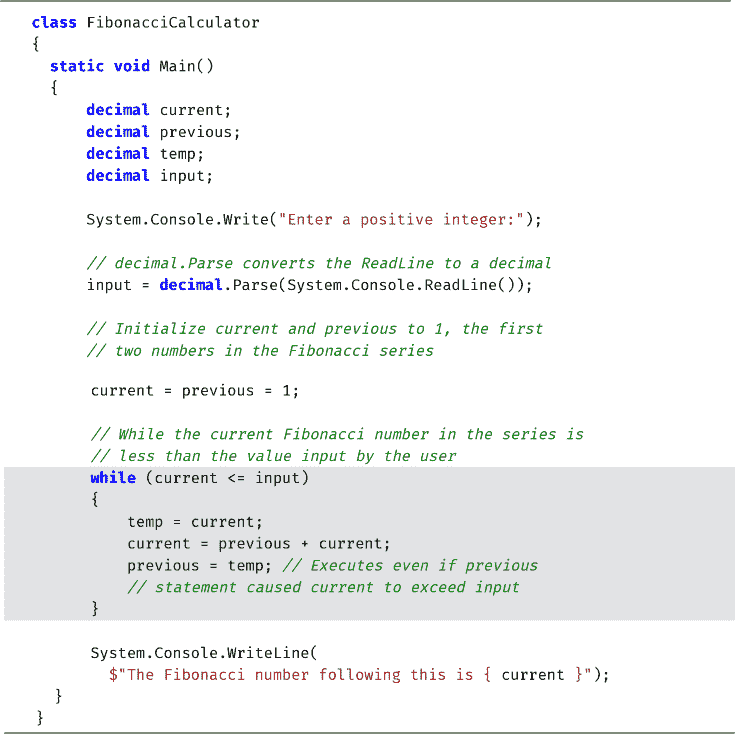 class FibonacciCalculator
{
  static void Main()
  {
      decimal current;
      decimal previous;
      decimal temp;
      decimal input;

      System.Console.Write("Enter a positive integer:");

      // decimal.Parse converts the ReadLine to a decimal
      input = decimal.Parse(System.Console.ReadLine());

      // Initialize current and previous to 1, the first
      // two numbers in the Fibonacci series

      current = previous = 1;

      // While the current Fibonacci number in the series is
      // less than the value input by the user
      while (current <= input)
      {
          temp = current;
          current = previous + current;
          previous = temp; // Executes even if previous
          // statement caused current to exceed input
      }

      System.Console.WriteLine(
        $"The Fibonacci number following this is { current }");
  }
}